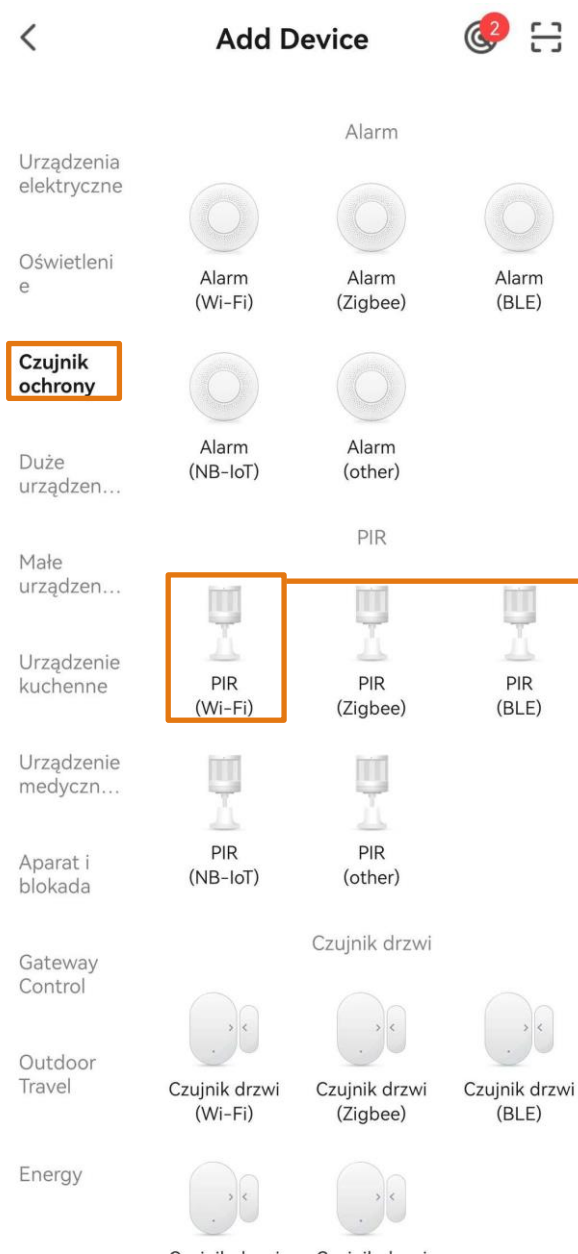 Add Device
2
Urządzenia
elektryczne
Oświetleni
e
Czujnik
ochrony
Duże
urządzen...
Małe
urządzen...
Urządzenie
kuchenne
Urządzenie
medyczn...
Aparat i
blokada
Gateway
Control
Outdoor
Travel
Energy
Alarm
Alarm
(Wi-Fi)
Alarm
(Zigbee)
Alarm
(BLE)
Alarm
(NB-IoT)
Alarm
(other)
PIR
PIR
(Wi-Fi)
PIR
(Zigbee)
PIR
(BLE)
PIR
(NB-IoT)
PIR
(other)
Czujnik drzwi
Czujnik drzwi
(Wi-Fi)
Czujnik drzwi
(Zigbee)
Czujnik drzwi
(BLE)